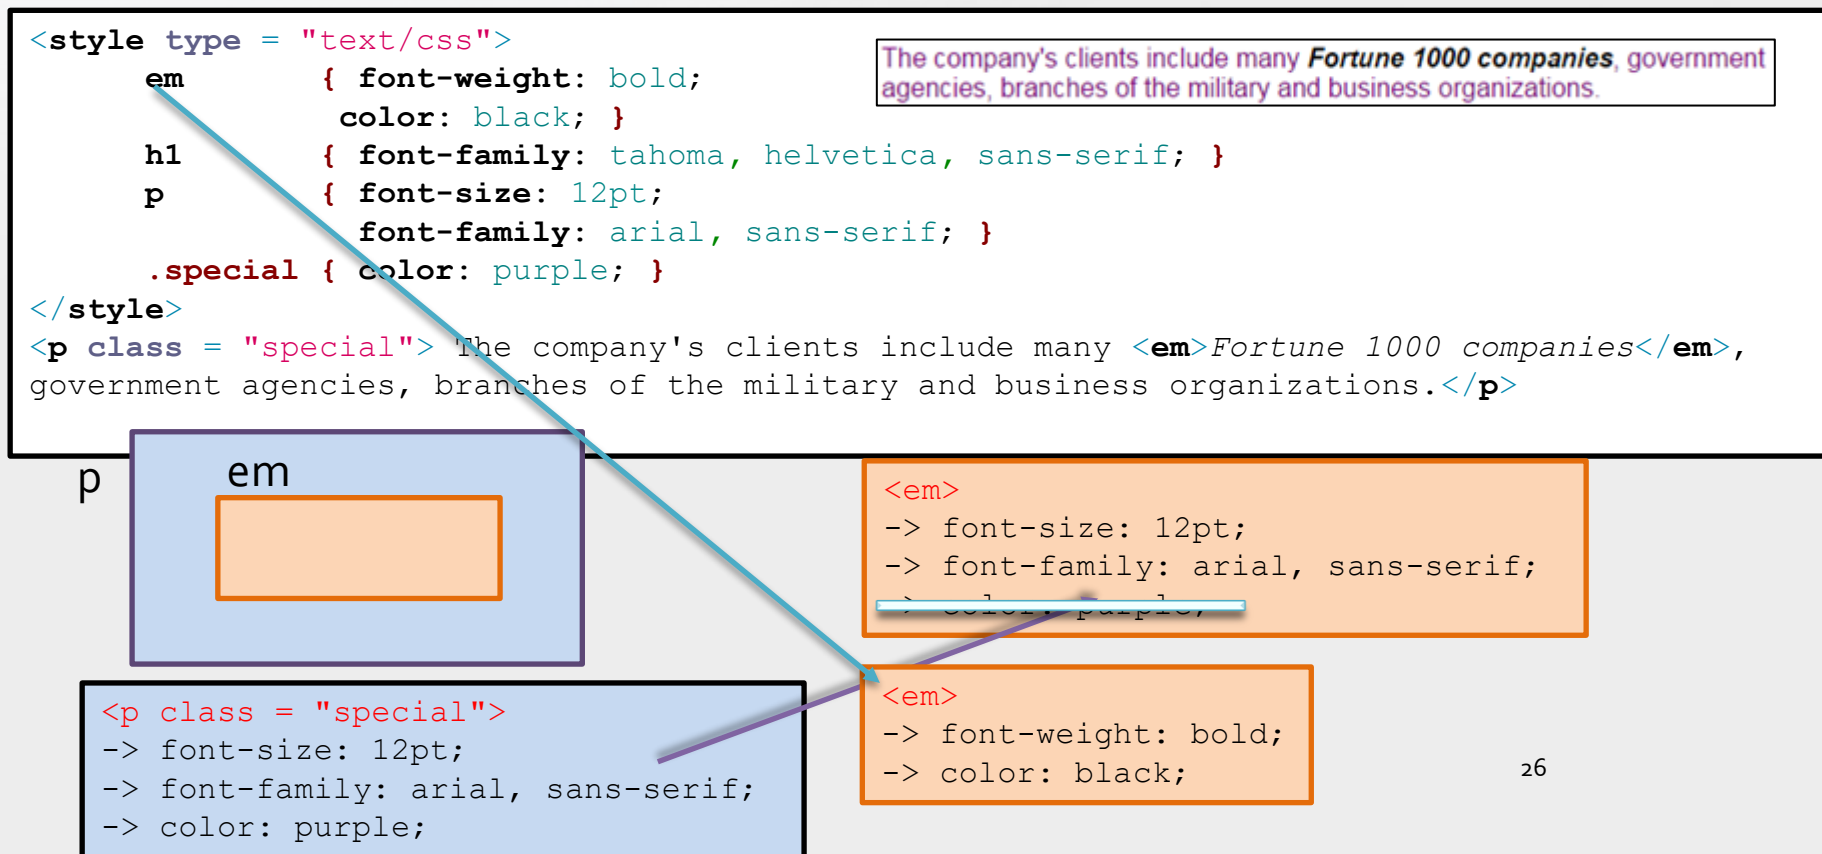 <style type = "text/css">
em { font-weight: bold;
color: black; }
h1 { font-family: tahoma, helvetica, sans-serif; }
p { font-size: 12pt;
font-family: arial, sans-serif; }
.special { color: purple; }
</style>
<p class = "special"> The company's clients include many <em>Fortune 1000 companies</em>,
government agencies, branches of the military and business organizations.</p>
The company's clients include many Fortune 1000 companies, government
agencies, branches of the military and business organizations.
p
em
<em>
-> font-size: 12pt;
-> font-family: arial, sans-serif;
-> color: purple;
<p class = "special">
-> font-size: 12pt;
-> font-family: arial, sans-serif;
-> color: purple;
<em>
-> font-weight: bold;
-> color: black;
26